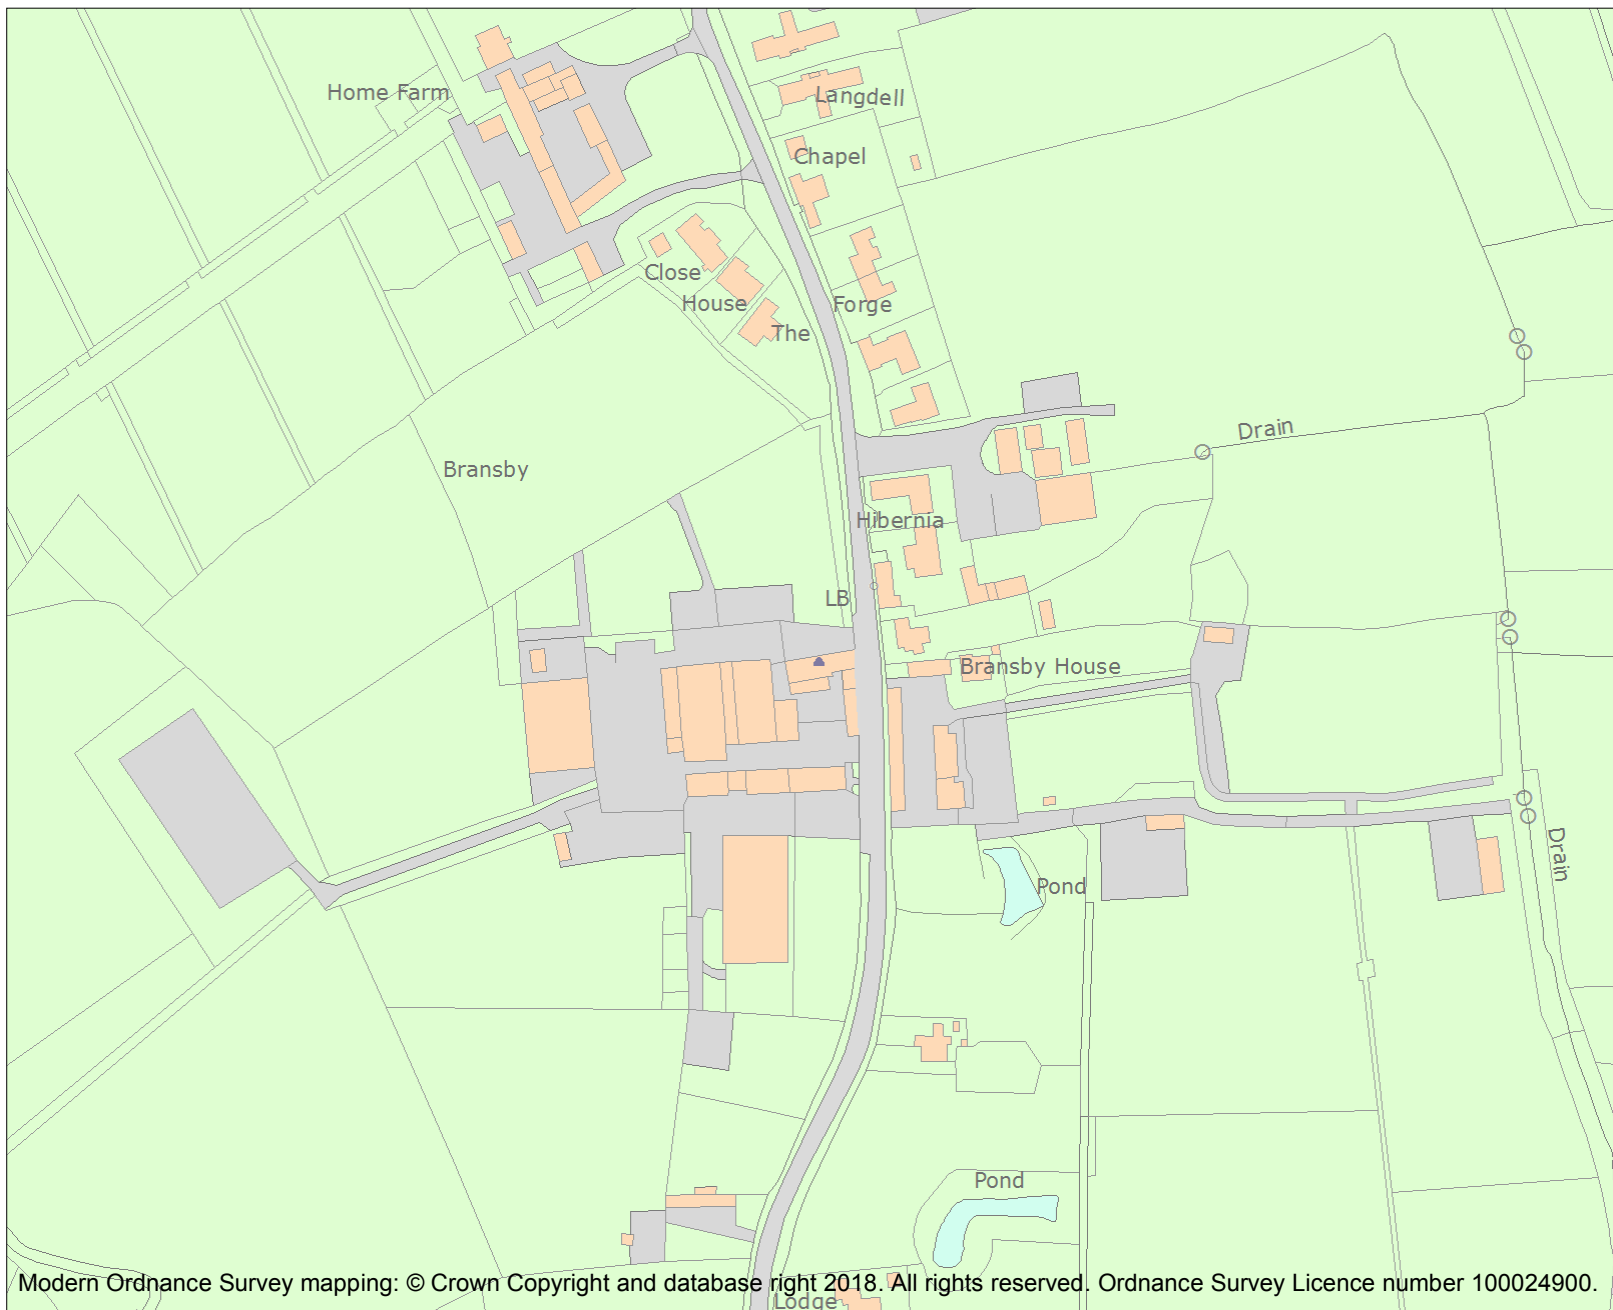 Home Farm
Langdell
Chapel
Close
House
The
Forge
Drain
Bransby
Hibernia
LB
Bransby House
Drain
Pond
Pond
Modern Ordnance Survey mapping: © Crown Copyright and database right 2018. All rights reserved. Ordnance Survey Licence number 100024900.
Lodge